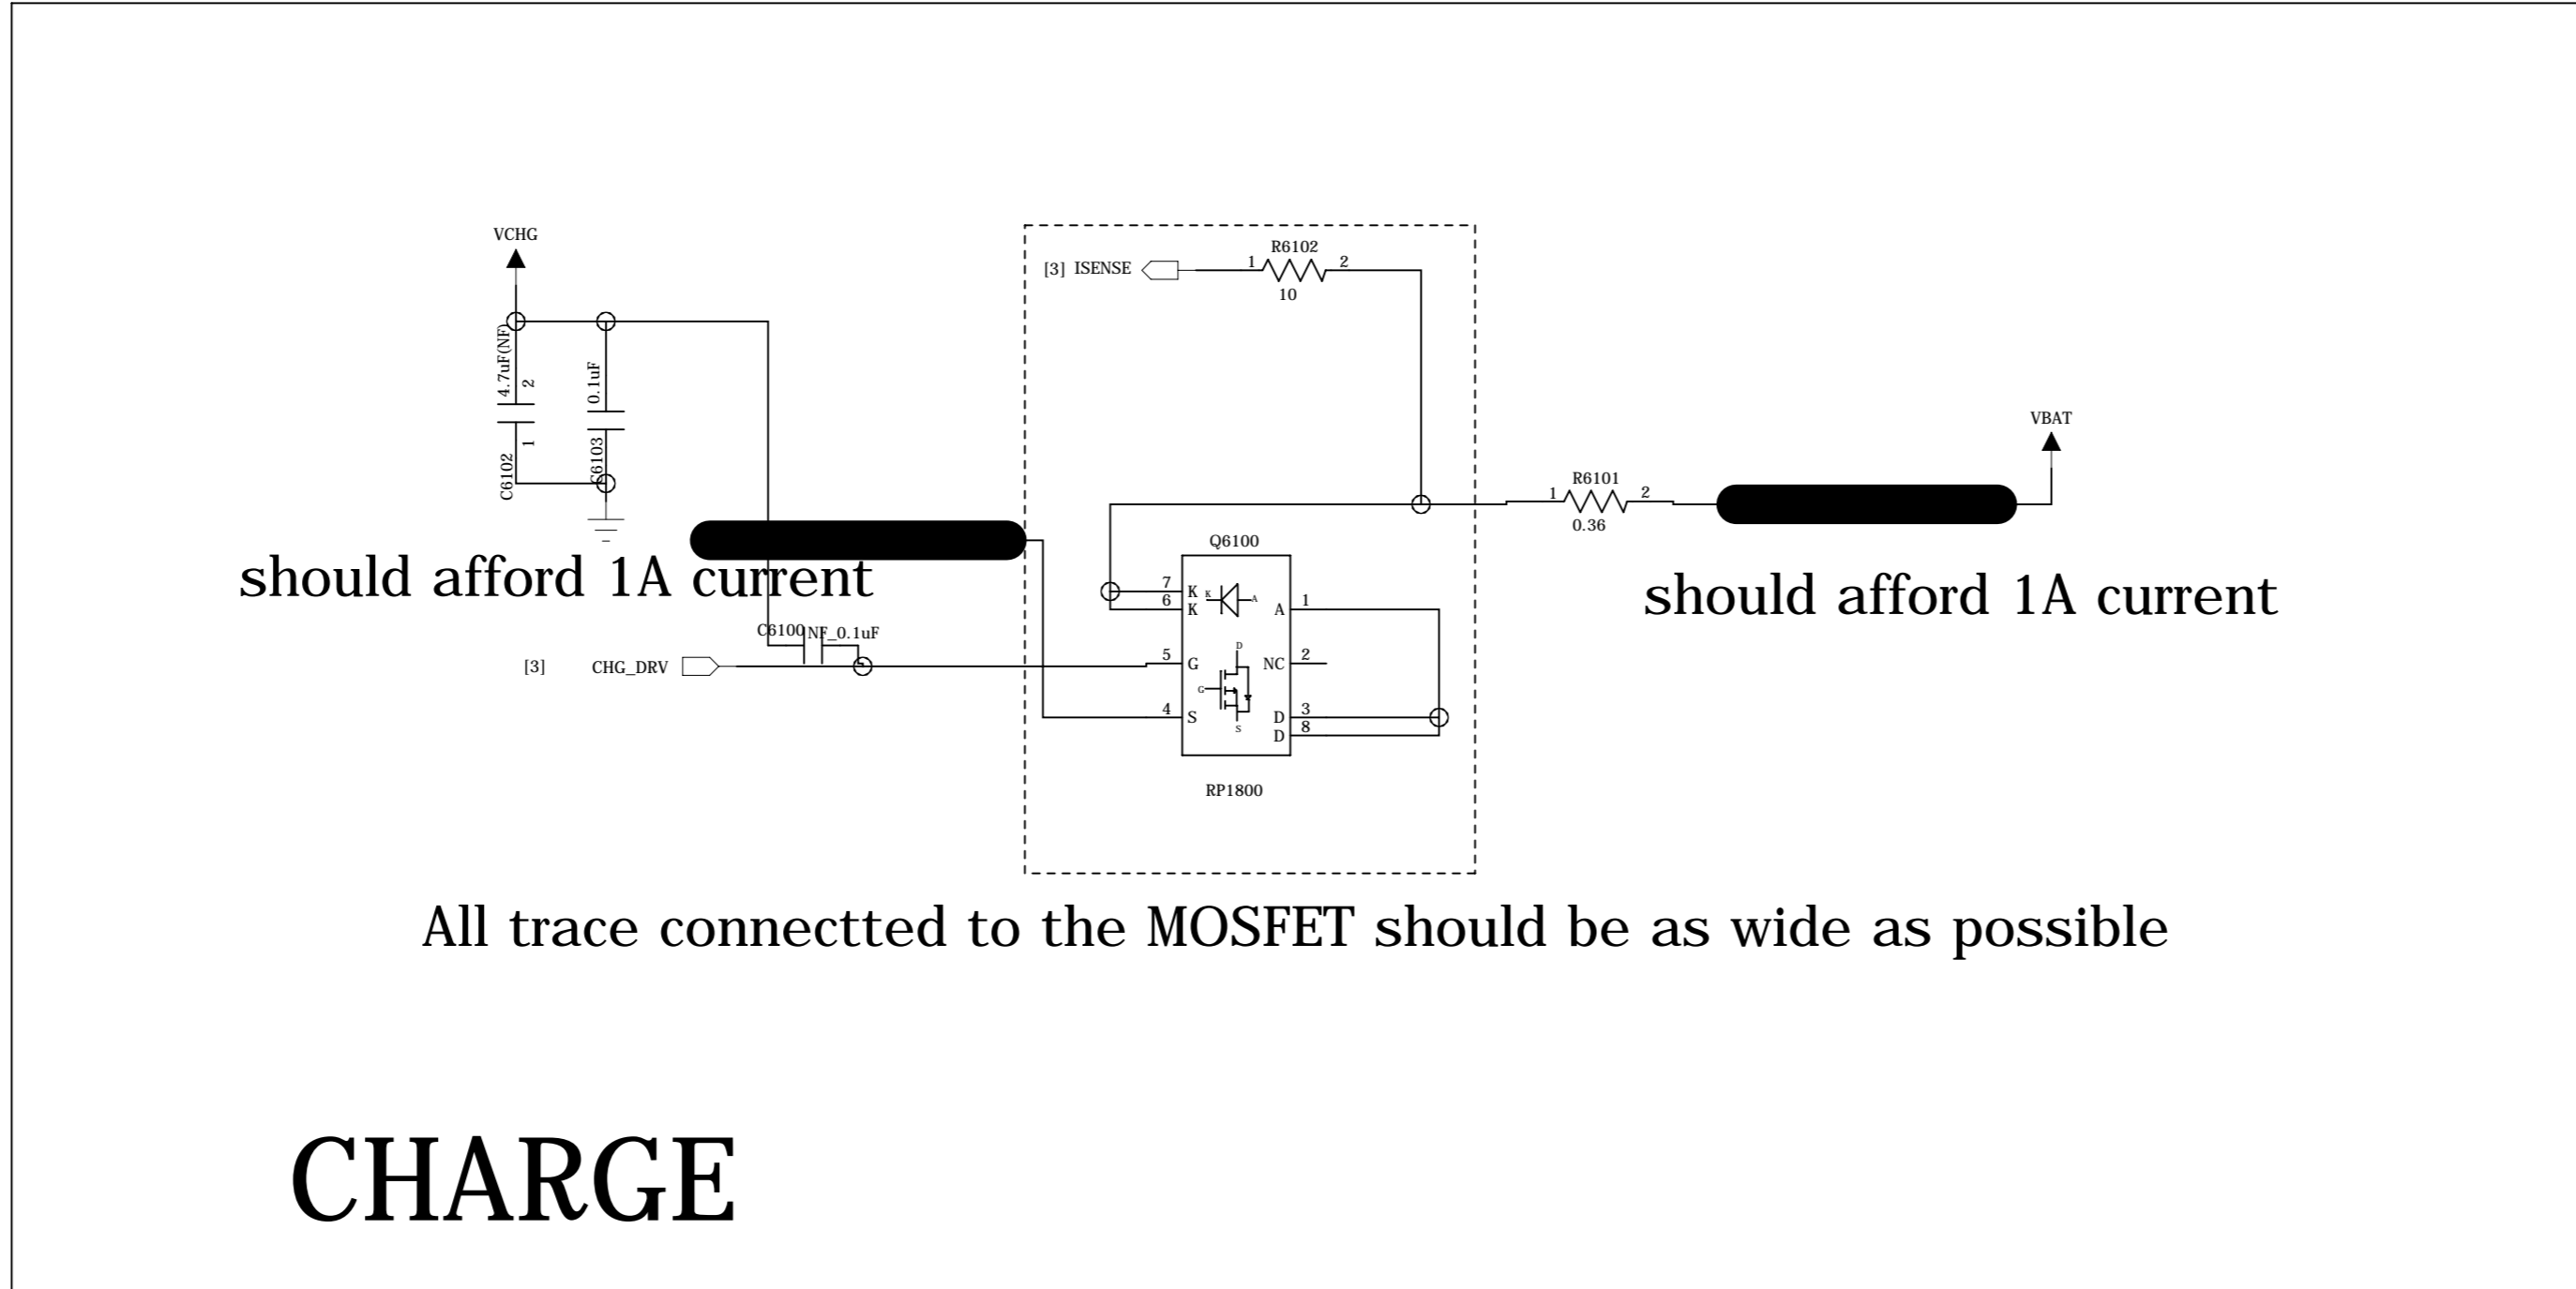 VCHG
4.7uF(NF)
2
1
C6102
0.1uF
C6103
[3] ISENSE
R6102
1
2
10
VBAT
R6101
1
2
0.36
should afford 1A current
should afford 1A current
Q6100
7 K
6 K
K
A
A 1
C6100
NF_0.1uF
[3] CHG_DRV
5 G
NC 2
D
G
S
4 S
D 3
D 8
RP1800
All trace connectted to the MOSFET should be as wide as possible
CHARGE